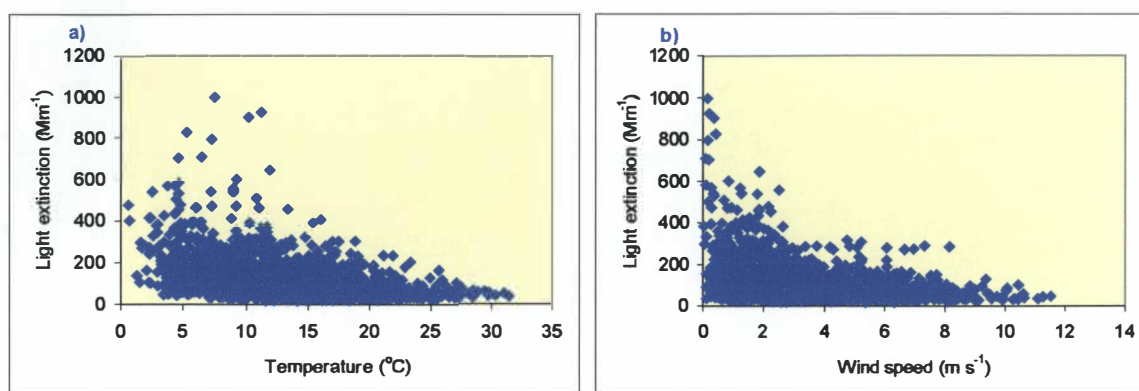 a)
1200
1000
800
600
400
200
0
Light extinction (Mm⁻¹)
0 5 10 15 20 25 30 35
Temperature (°C)
b)
1200
1000
800
600
400
200
0
Light extinction (Mm⁻¹)
0 2 4 6 8 10 12 14
Wind speed (m s⁻¹)